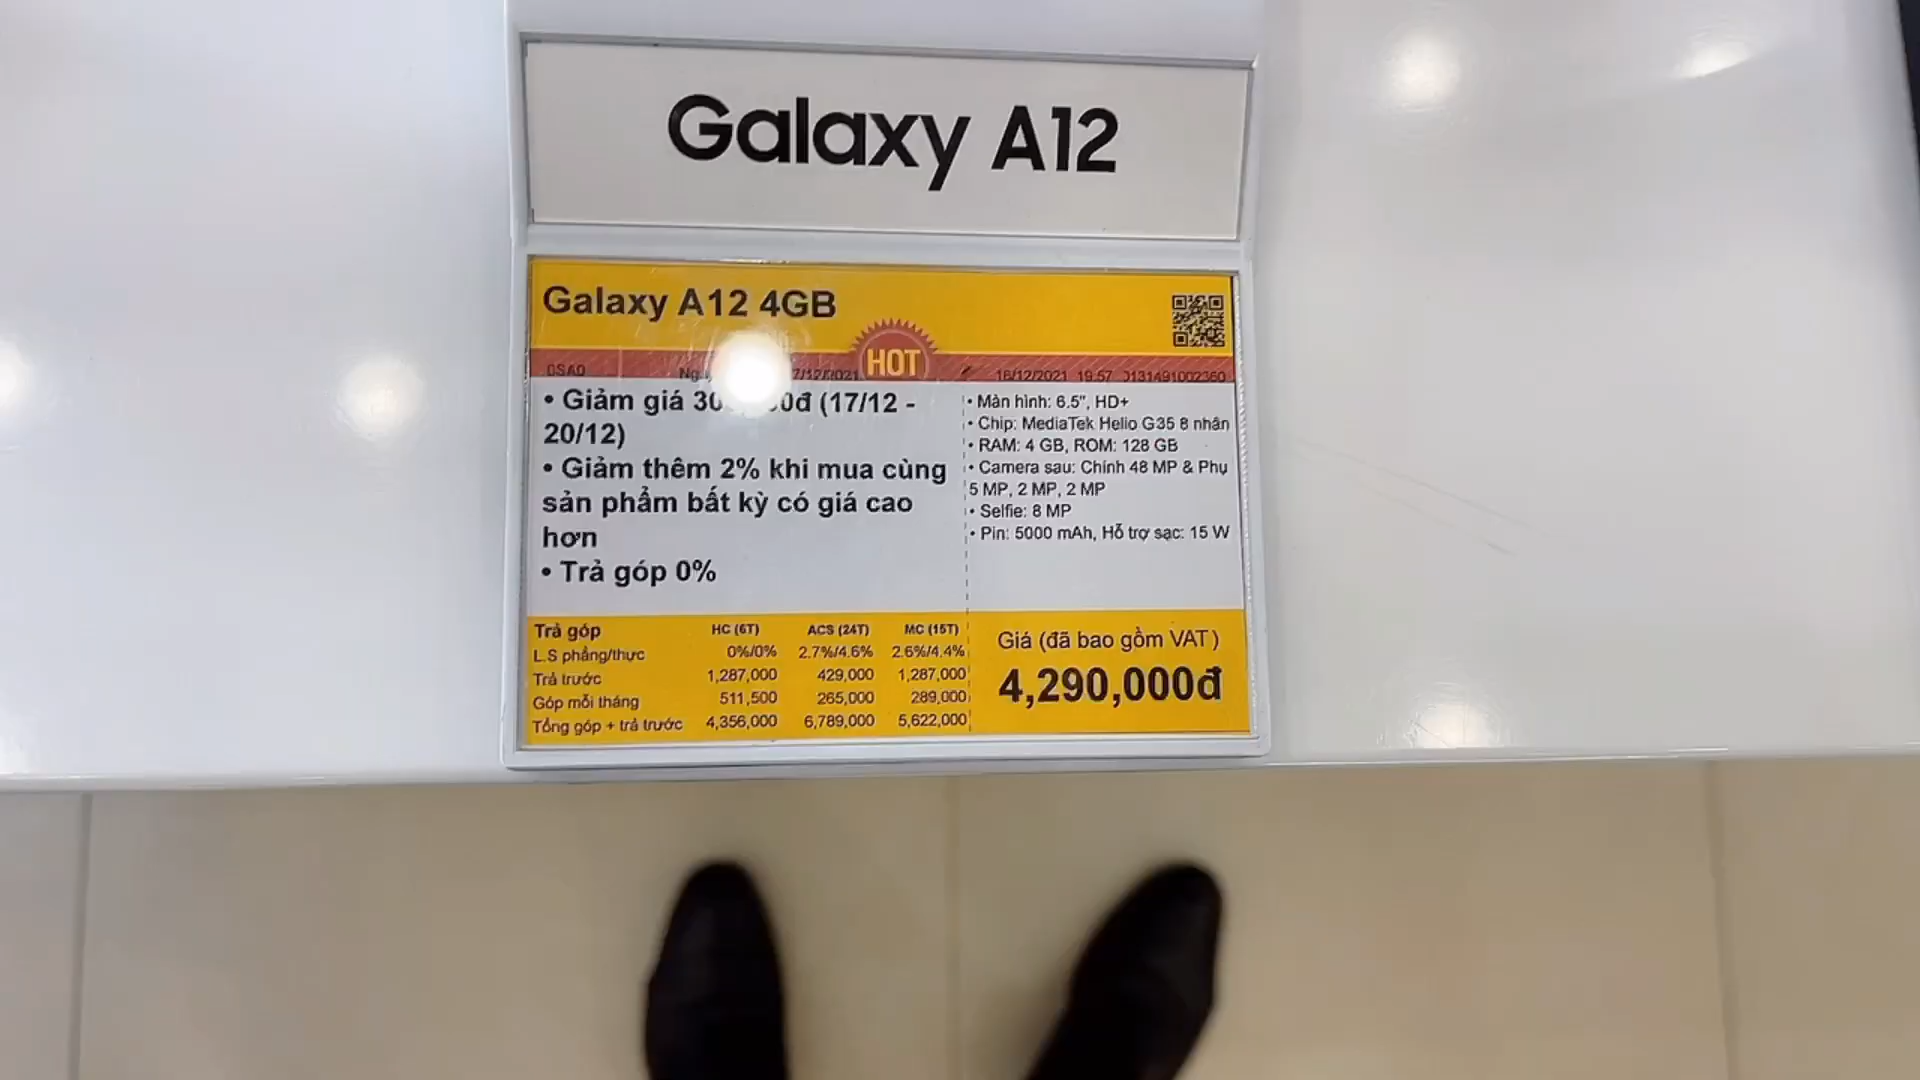 Galaxy A12
Galaxy A12 4GB
HOT
0SA0
18/12/2021 19:57
• Giảm giá (17/12 -
20/12)
• Giảm thêm 2% khi mua cùng
sản phẩm bất kỳ có giá cao
hơn
• Trả góp 0%
• Màn hình: 6.5", HD+
• Chip: MediaTek Helio G35 8 nhân
• RAM: 4 GB, ROM: 128 GB
• Camera sau: Chính 48 MP & Phụ
5 MP, 2 MP, 2 MP
• Selfie: 8 MP
• Pin: 5000 mAh, Hỗ trợ sạc: 15 W
Trả góp HC (6T) ACS (24T) MC (15T)
L.S phẳng/thực 0%/0% 2.7%/4.6% 2.6%/4.4%
Trả trước 1,287,000 429,000 1,287,000
Góp mỗi tháng 511,500 265,000 289,000
Tổng góp + trả trước 4,356,000 6,789,000 5,622,000
Giá (đã bao gồm VAT)
4,290,000đ